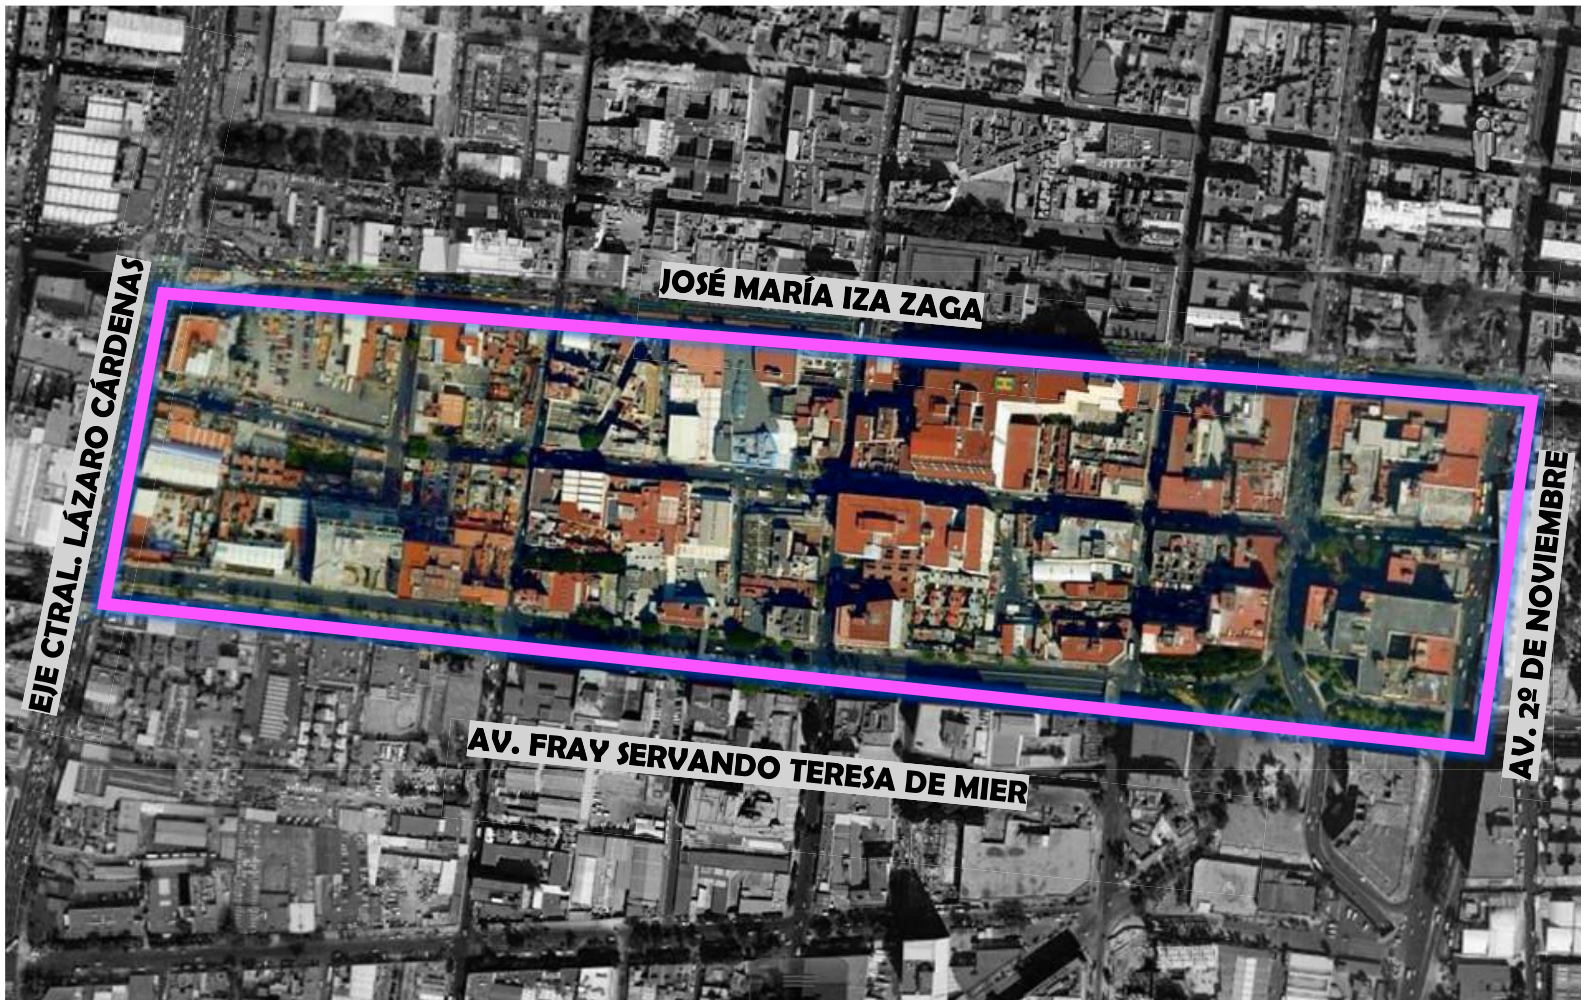 JOSÉ MARÍA IZA ZAGA
EJE CTRAL. LÁZARO CÁRDENAS
AV. 2º DE NOVIEMBRE
AV. FRAY SERVANDO TERESA DE MIER